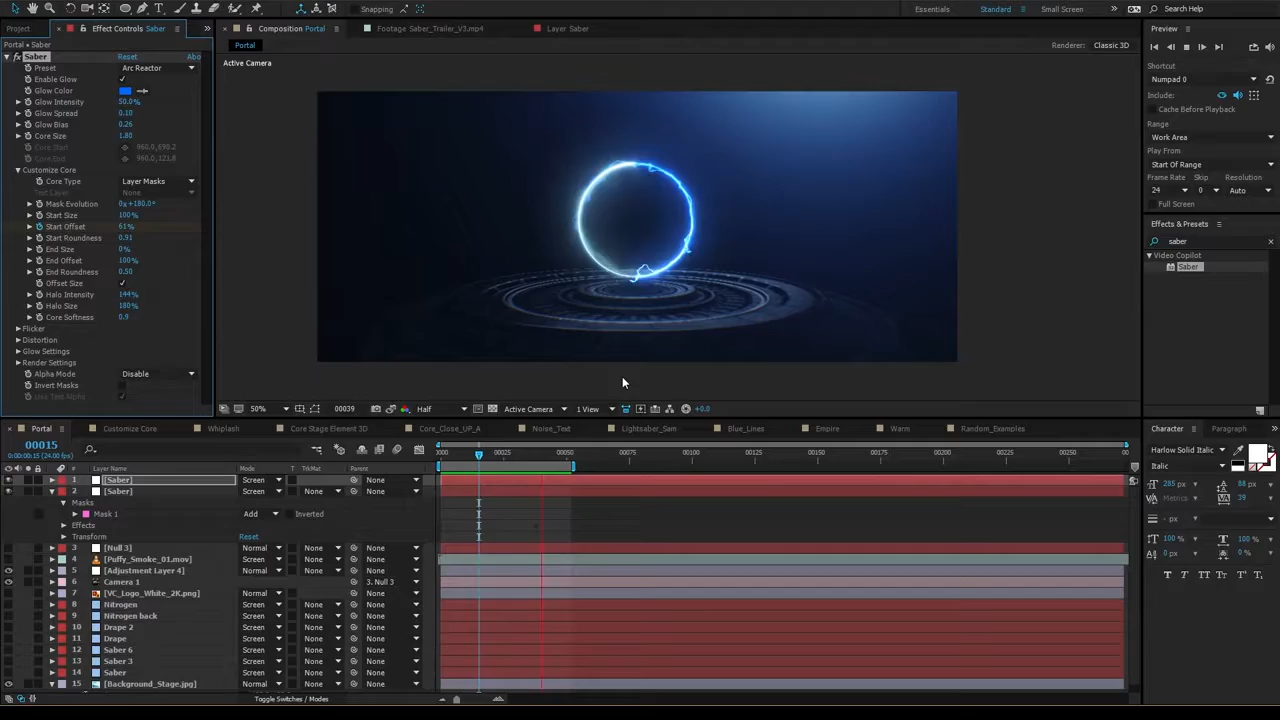 Snapping
Essentials
Standard
Small Screen
Search Help
Project
Effect Controls Saber
Composition Portal
Footage Saber_Trailer_V3.mp4
Layer Saber
Preview
Portal • Saber
Portal
Renderer: Classic 3D
Saber Reset Abo
Active Camera
Preset Arc Reactor
Enable Glow
Glow Color
Glow Intensity 50.0%
Glow Spread 0.10
Glow Bias 0.26
Core Size 1.80
Core Start 960.0,690.2
Core End 960.0,121.8
Customize Core
Core Type Layer Masks
Text Layer None
Mask Evolution 0x+180.0°
Start Size 100%
Start Offset 61%
Start Roundness 0.91
End Size 0%
End Offset 100%
End Roundness 0.50
Offset Size
Halo Intensity 144%
Halo Size 180%
Core Softness 0.9
Flicker
Distortion
Glow Settings
Render Settings
Alpha Mode Disable
Invert Masks
Use Text Alpha
Shortcut
Numpad 0
Include:
Cache Before Playback
Range
Work Area
Play From
Start Of Range
Frame Rate Skip Resolution
24 0 Auto
Full Screen
Effects & Presets
saber
Video Copilot
Saber
50% 00039 Half Active Camera 1 View +0.0
Portal Customize Core Whiplash Core Stage Element 3D Core_Close_UP_A Noise_Text Lightsaber_Sam Blue_Lines Empire Warm Random_Examples
00015
0:00:00:15 (24.00 fps)
0000 00025 00050 00075 00100 00125 00150 00175 00200 00225 00250
# Layer Name Mode T TrkMat Parent
1 [Saber] Screen None
2 [Saber] Screen None None
Masks
Mask 1 Add Inverted
Effects
Transform Reset
3 [Null 3] Normal None None
4 [Puffy_Smoke_01.mov] Screen None None
5 [Adjustment Layer 4] Normal None None
6 Camera 1 3. Null 3
7 [VC_Logo_White_2K.png] Normal None None
8 Nitrogen Screen None None
9 Nitrogen back Screen None None
10 Drape 2 Screen None None
11 Drape Screen None None
12 Saber 6 Screen None None
13 Saber 3 Screen None None
14 Saber Screen None None
15 [Background_Stage.jpg] Normal None None
Toggle Switches / Modes
Character
Paragraph
Harlow Solid Italic
Italic
285 px 88 px
Metrics 39
- px
100 % 100 %
0 px 0 %
T T TT Tt T¹ T₁